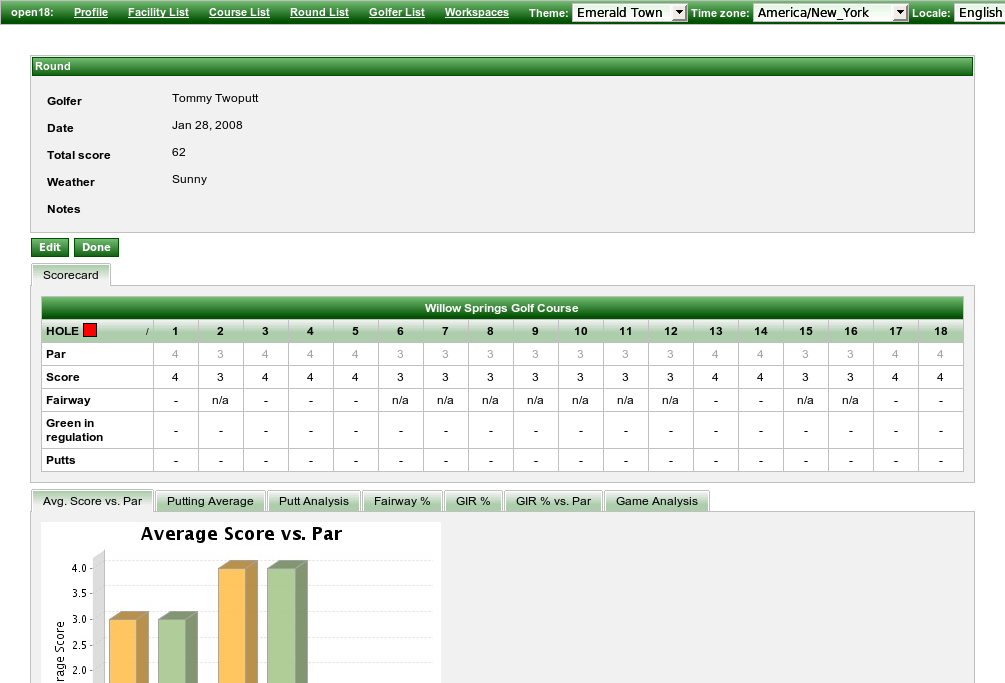 open18: Profile Facility List Course List Round List Golfer List Workspaces Theme: Emerald Town Time zone: America/New_York Locale: English
Round
Golfer Tommy Twoputt
Date Jan 28, 2008
Total score 62
Weather Sunny
Notes
Edit Done
Scorecard
Willow Springs Golf Course
HOLE / 1 2 3 4 5 6 7 8 9 10 11 12 13 14 15 16 17 18
Par 4 3 4 4 4 3 3 3 3 3 3 3 4 4 3 3 4 4
Score 4 3 4 4 4 3 3 3 3 3 3 3 4 4 3 3 4 4
Fairway - n/a - - - n/a n/a n/a n/a n/a n/a n/a - - n/a n/a - -
Green in
regulation - - - - - - - - - - - - - - - - - -
Putts - - - - - - - - - - - - - - - - - -
Avg. Score vs. Par Putting Average Putt Analysis Fairway % GIR % GIR % vs. Par Game Analysis
Average Score vs. Par
4.0
3.5
3.0
2.5
2.0
rage Score